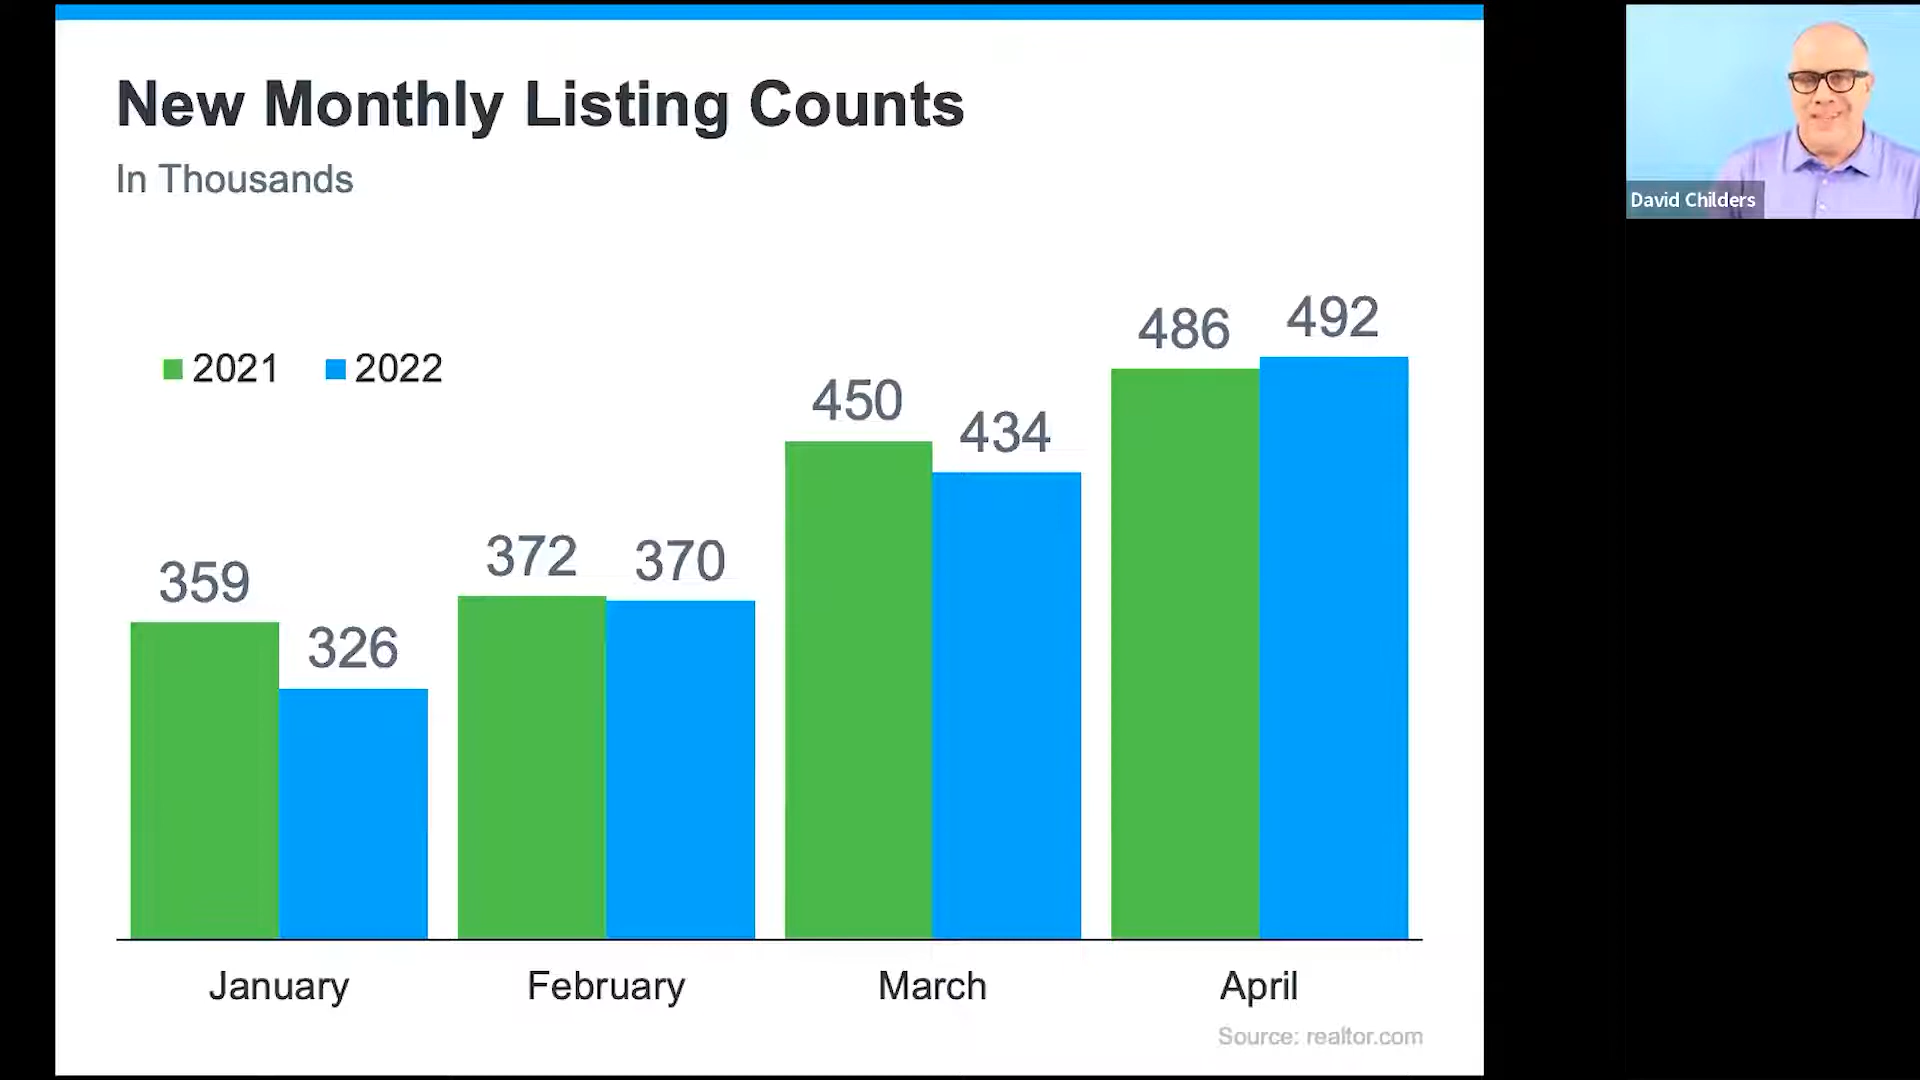 New Monthly Listing Counts
In Thousands
David Childers
2021 2022
359 326 372 370 450 434 486 492
January February March April
Source: realtor.com